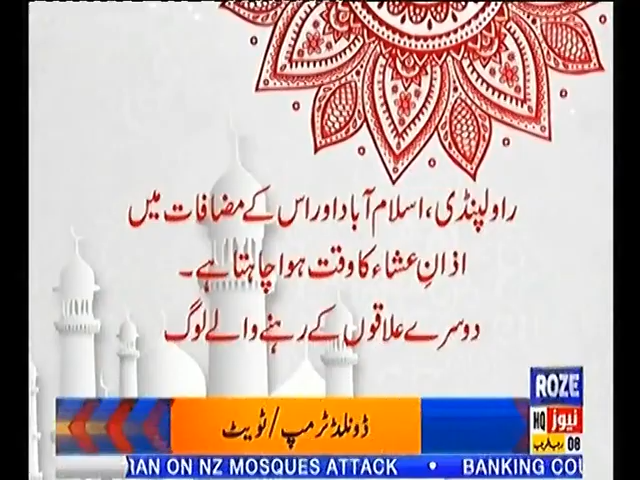 راولپنڈی، اسلام آباد اور اس کے مضافات میں
اذانِ عشاء کا وقت ہوا چاہتا ہے۔
دوسرے علاقوں کے رہنے والے لوگ
ROZE
HQ نیوز
08
ڈونلڈ ٹرمپ/ٹویٹ
IAN ON NZ MOSQUES ATTACK • BANKING COU